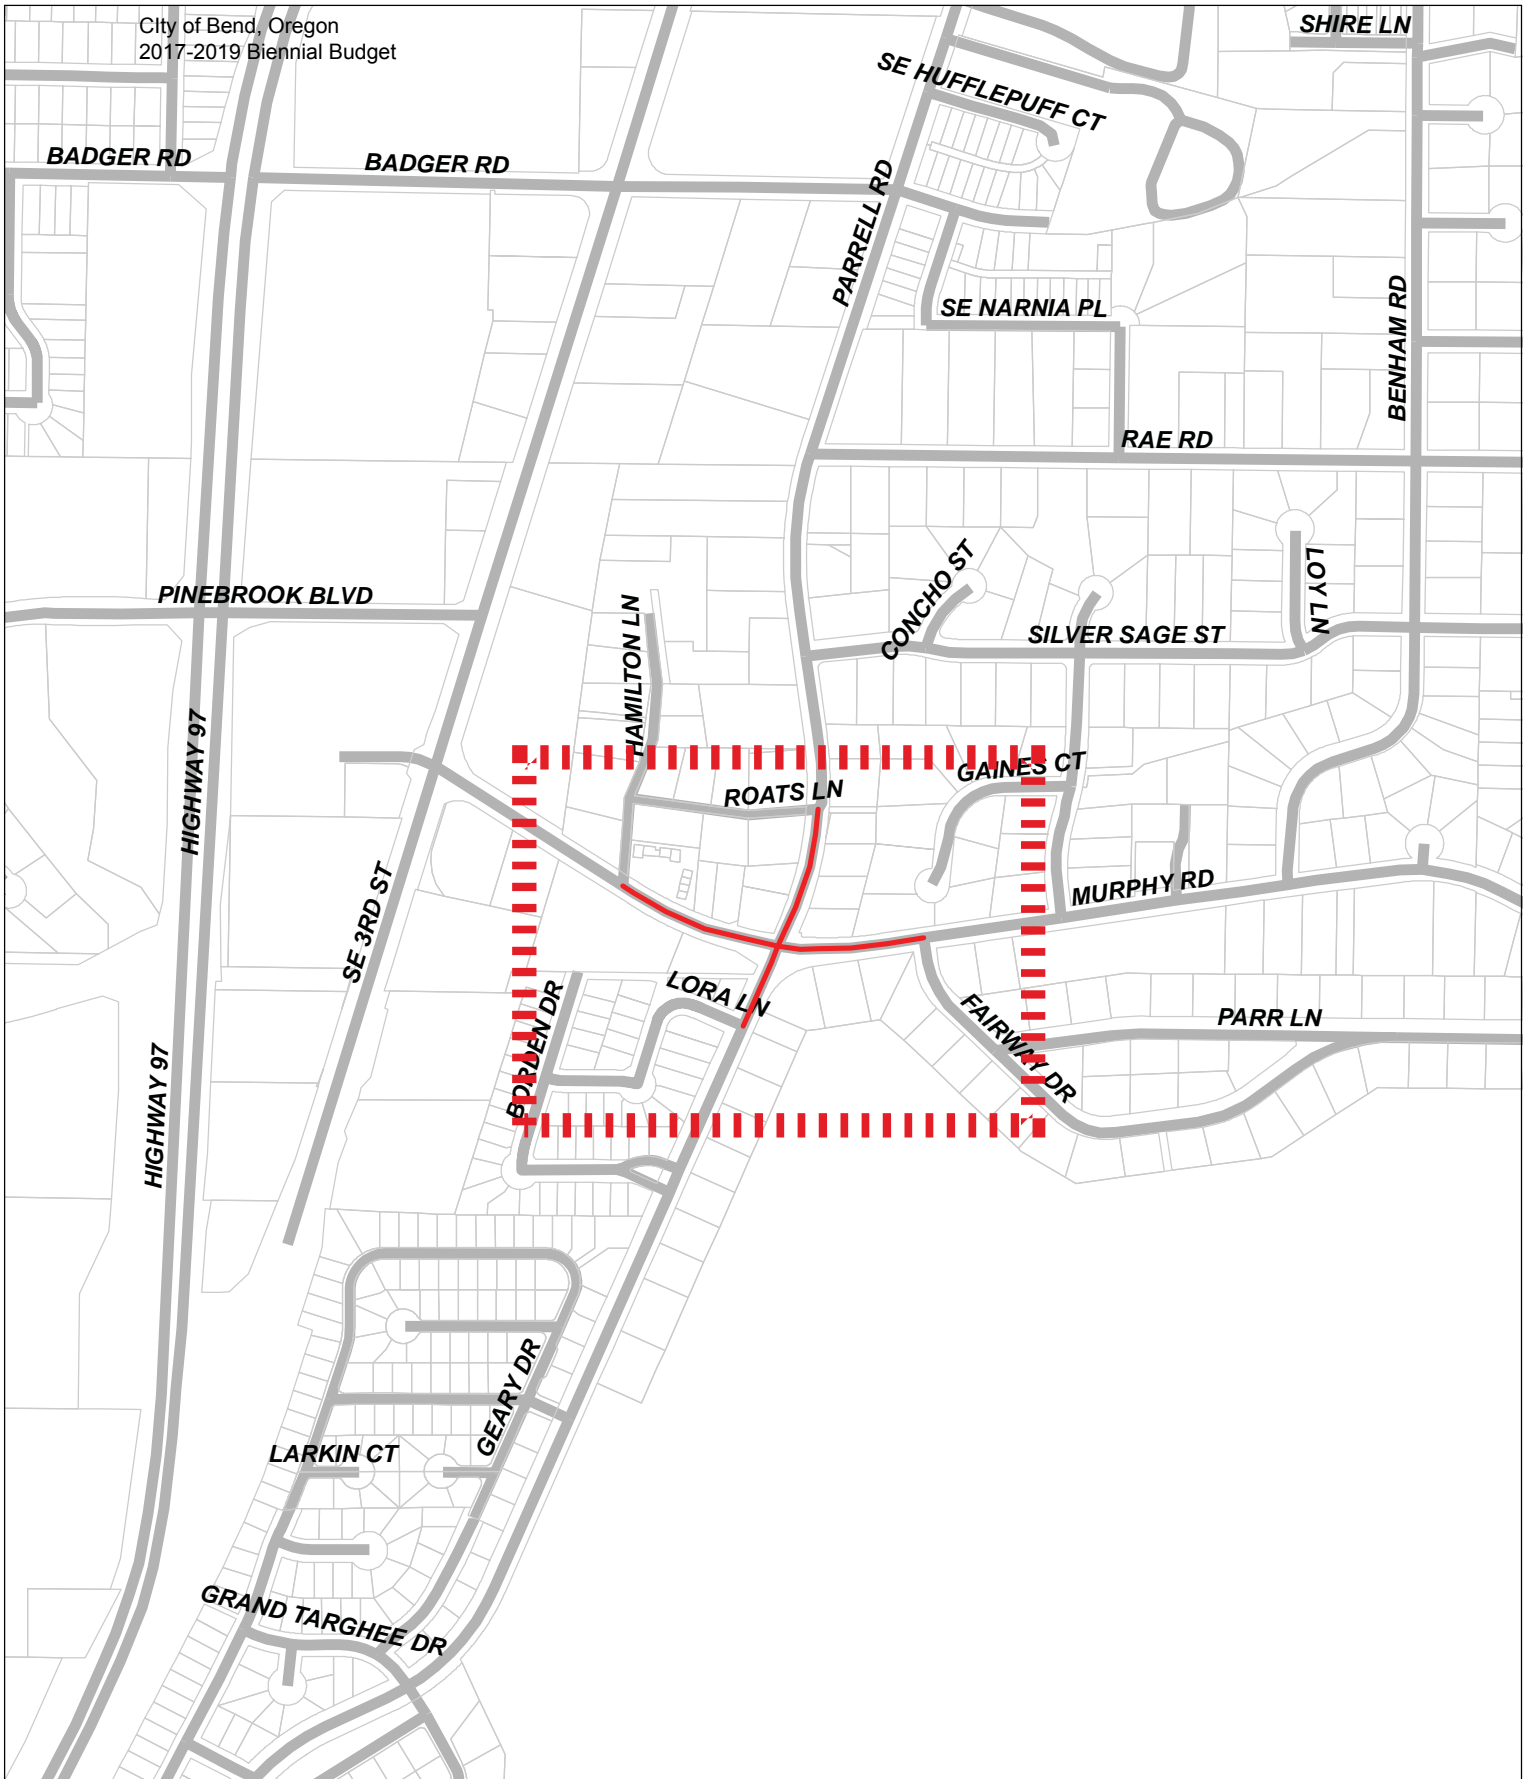 CIty of Bend, Oregon
2017-2019 Biennial Budget
SHIRE LN
SE HUFFLEPUFF CT
BADGER RD
BADGER RD
PARRELL RD
SE NARNIA PL
BENHAM RD
RAE RD
CONCHO ST
LOY LN
PINEBROOK BLVD
HAMILTON LN
SILVER SAGE ST
HIGHWAY 97
GAINES CT
ROATS LN
SE 3RD ST
MURPHY RD
LORA LN
BORDEN DR
FAIRWAY DR
PARR LN
HIGHWAY 97
GEARY DR
LARKIN CT
GRAND TARGHEE DR